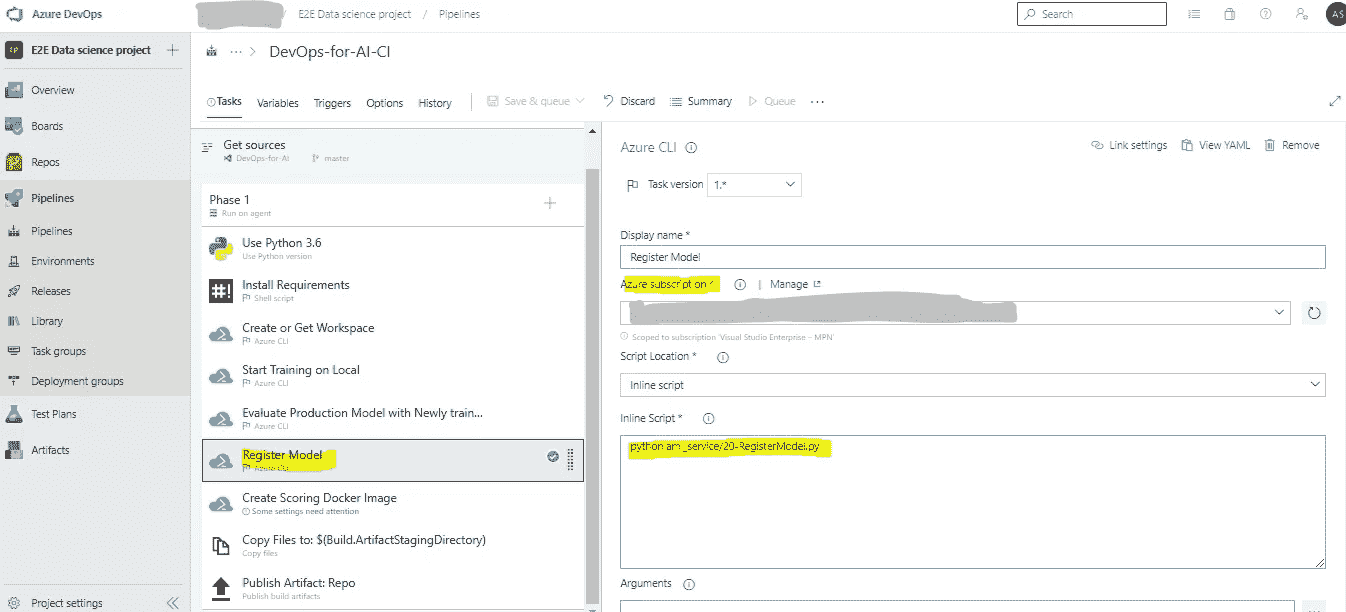 Azure DevOps
E2E Data science project / Pipelines
Search
AS
E2E Data science project
DevOps-for-AI-CI
Overview
Boards
Repos
Pipelines
Pipelines
Environments
Releases
Library
Task groups
Deployment groups
Test Plans
Artifacts
Project settings
Tasks
Variables
Triggers
Options
History
Save & queue
Discard
Summary
Queue
Get sources
DevOps-for-AI
master
Phase 1
Run on agent
Use Python 3.6
Use Python version
Install Requirements
Shell script
Create or Get Workspace
Azure CLI
Start Training on Local
Azure CLI
Evaluate Production Model with Newly train...
Azure CLI
Register Model
Azure CLI
Create Scoring Docker Image
Some settings need attention
Copy Files to: $(Build.ArtifactStagingDirectory)
Copy files
Publish Artifact: Repo
Publish build artifacts
Azure CLI
Link settings
View YAML
Remove
Task version
1.*
Display name *
Register Model
Azure subscription *
| Manage
Scoped to subscription 'Visual Studio Enterprise – MPN'
Script Location *
Inline script
Inline Script *
python aml_service/20-RegisterModel.py
Arguments